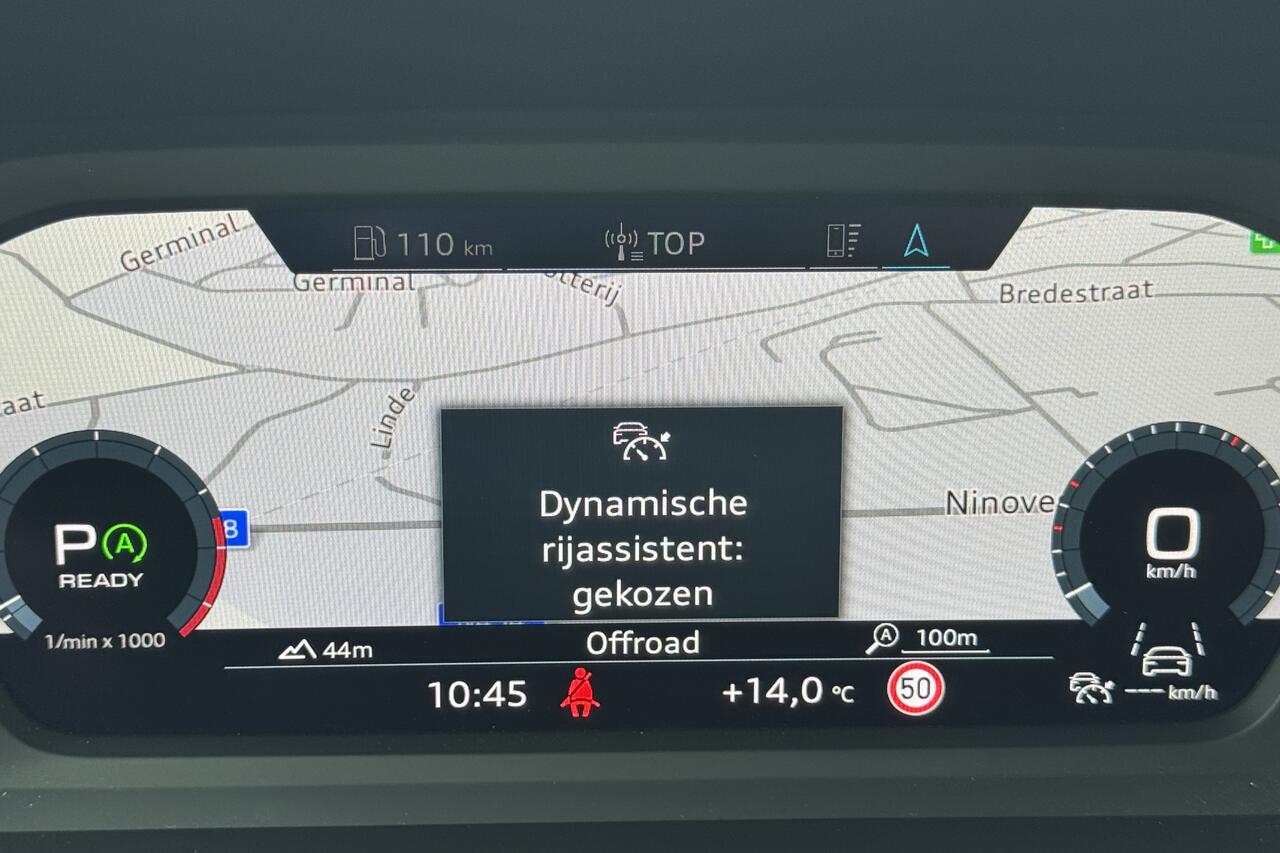 Germinal
110 km
TOP
Germinal
Bredestraat
Linde
Dynamische
rijassistent:
gekozen
Ninove
8
P A
READY
0
km/h
1/min x 1000
44m
Offroad
A 100m
10:45
+14,0 °C
50
--- km/h